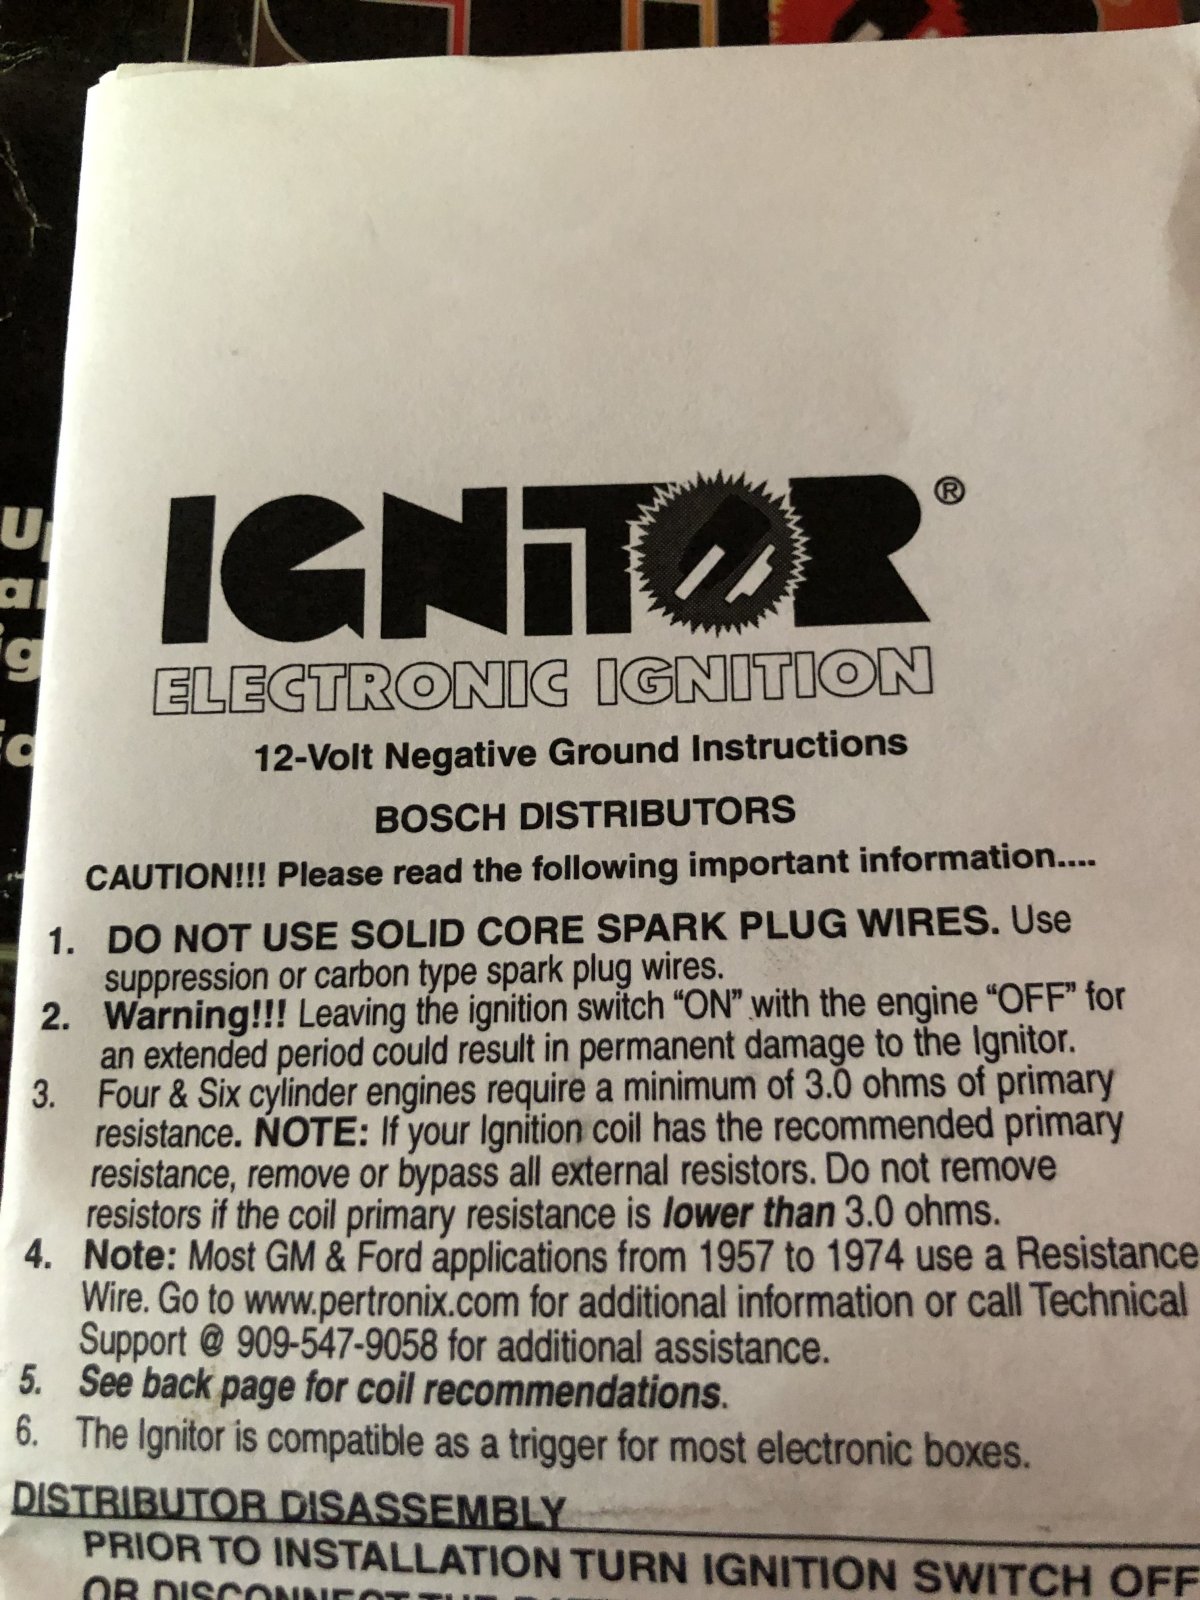 IGNITOR®
ELECTRONIC IGNITION
12-Volt Negative Ground Instructions
BOSCH DISTRIBUTORS
CAUTION!!! Please read the following important information....
1. DO NOT USE SOLID CORE SPARK PLUG WIRES. Use
suppression or carbon type spark plug wires.
2. Warning!!! Leaving the ignition switch “ON” with the engine “OFF” for
an extended period could result in permanent damage to the Ignitor.
3. Four & Six cylinder engines require a minimum of 3.0 ohms of primary
resistance. NOTE: If your Ignition coil has the recommended primary
resistance, remove or bypass all external resistors. Do not remove
resistors if the coil primary resistance is lower than 3.0 ohms.
4. Note: Most GM & Ford applications from 1957 to 1974 use a Resistance
Wire. Go to www.pertronix.com for additional information or call Technical
Support @ 909-547-9058 for additional assistance.
5. See back page for coil recommendations.
6. The Ignitor is compatible as a trigger for most electronic boxes.
DISTRIBUTOR DISASSEMBLY
PRIOR TO INSTALLATION TURN IGNITION SWITCH OFF
OR DISCONNECT THE